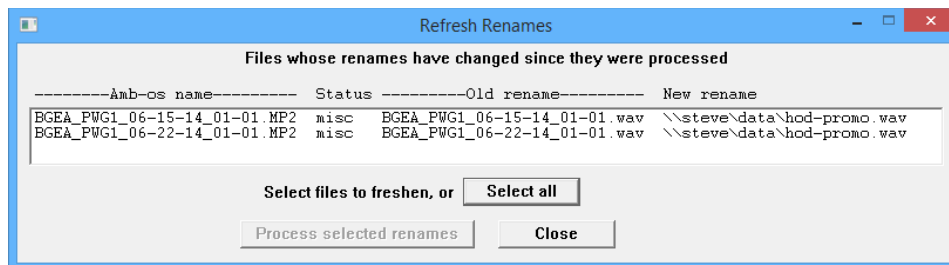 Refresh Renames
Files whose renames have changed since they were processed
--------Amb-os name--------- Status ---------Old rename--------- New rename
BGEA_PWG1_06-15-14_01-01.MP2 misc BGEA_PWG1_06-15-14_01-01.wav \\steve\data\hod-promo.wav
BGEA_PWG1_06-22-14_01-01.MP2 misc BGEA_PWG1_06-22-14_01-01.wav \\steve\data\hod-promo.wav
Select files to freshen, or Select all
Process selected renames Close